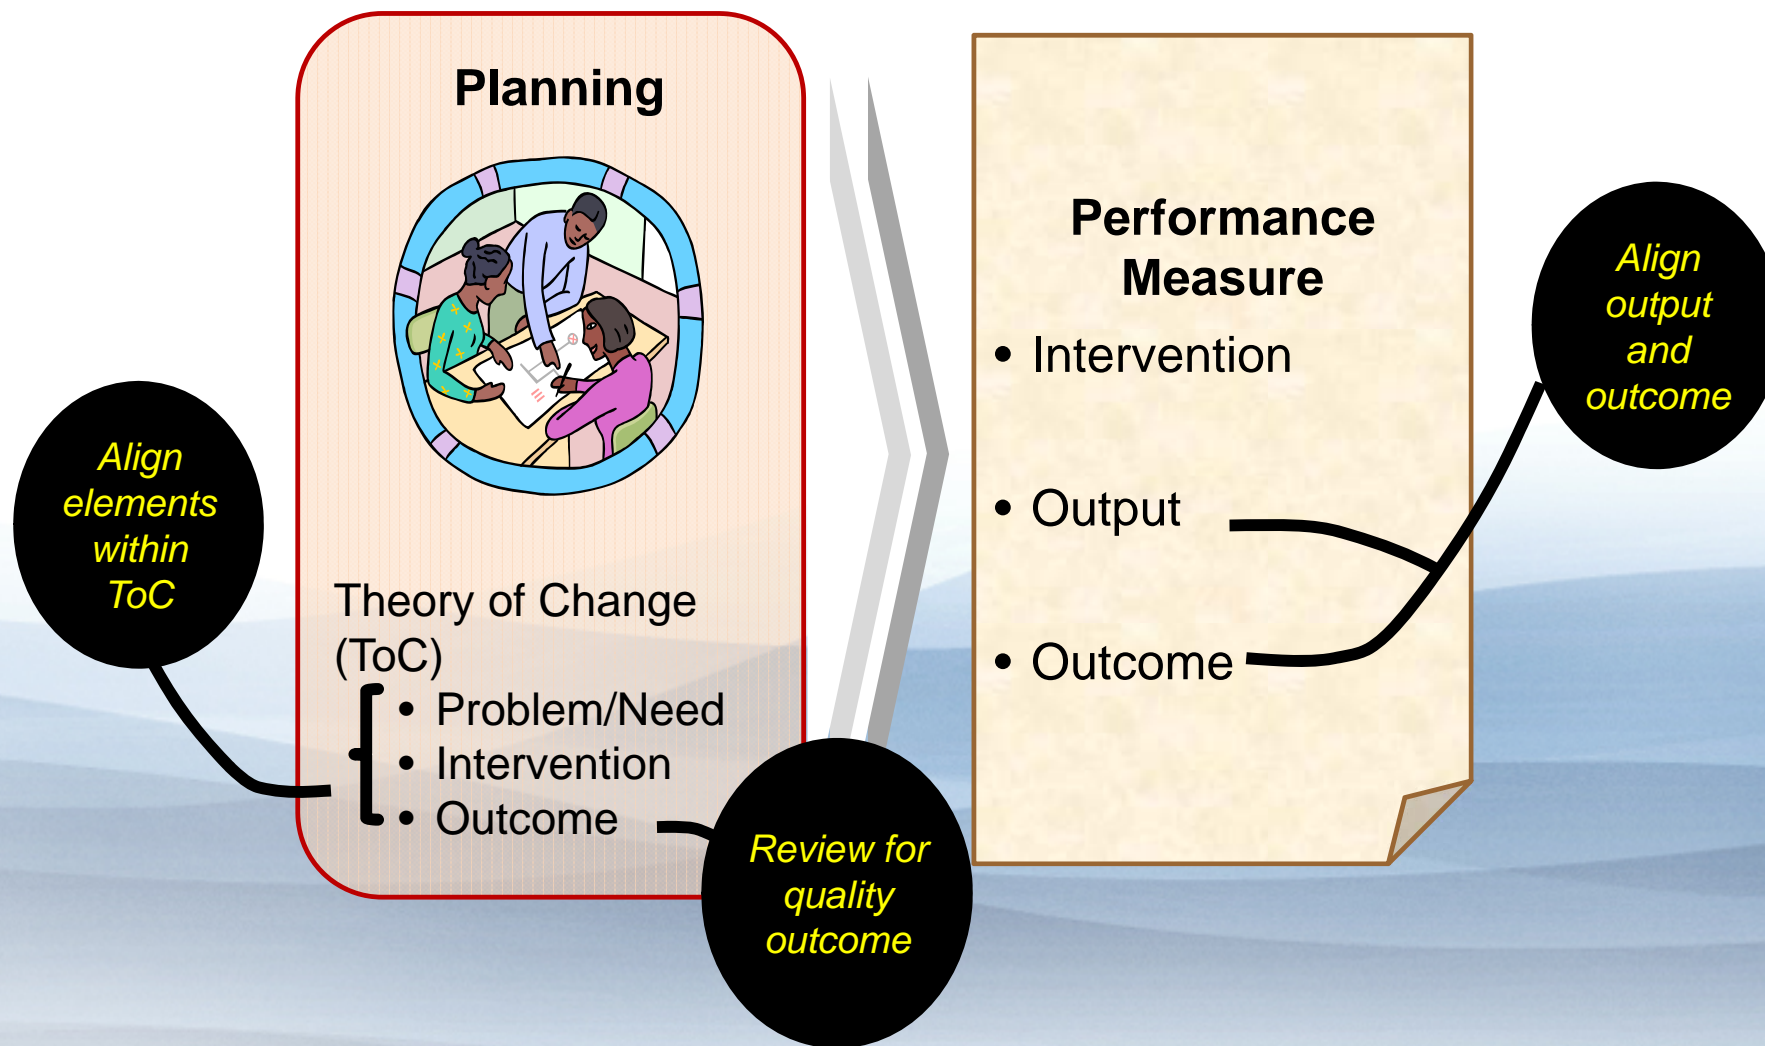 Planning
Theory of Change
(ToC)
• Problem/Need
• Intervention
• Outcome
Align
elements
within
ToC
Review for
quality
outcome
Performance
Measure
• Intervention
• Output
• Outcome
Align
output
and
outcome